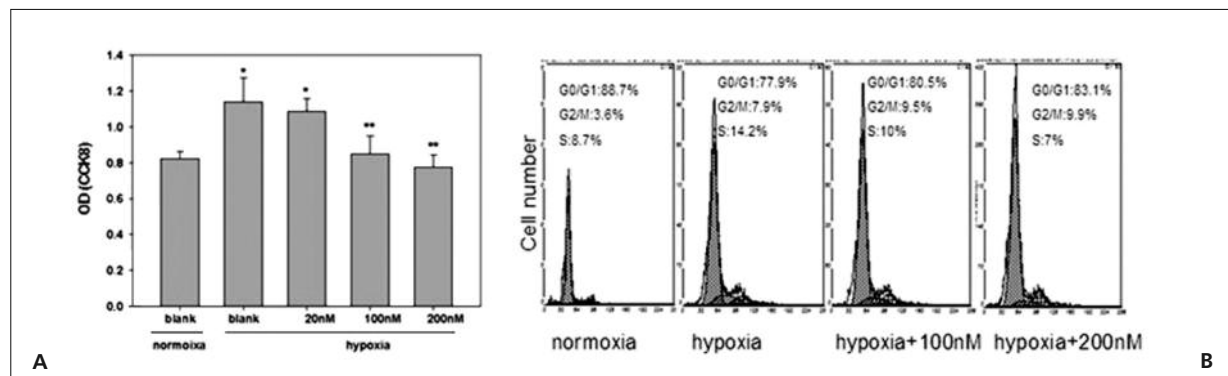 1.4
1.2
1.0
0.8
0.6
0.4
0.2
0.0
OD (CCK8)
*
*
**
**
blank
blank
20nM
100nM
200nM
normoixa
hypoxia
A
Cell number
G0/G1:88.7%
G2/M:3.6%
S:8.7%
G0/G1:77.9%
G2/M:7.9%
S:14.2%
G0/G1:80.5%
G2/M:9.5%
S:10%
G0/G1:83.1%
G2/M:9.9%
S:7%
normoxia
hypoxia
hypoxia+100nM
hypoxia+200nM
B